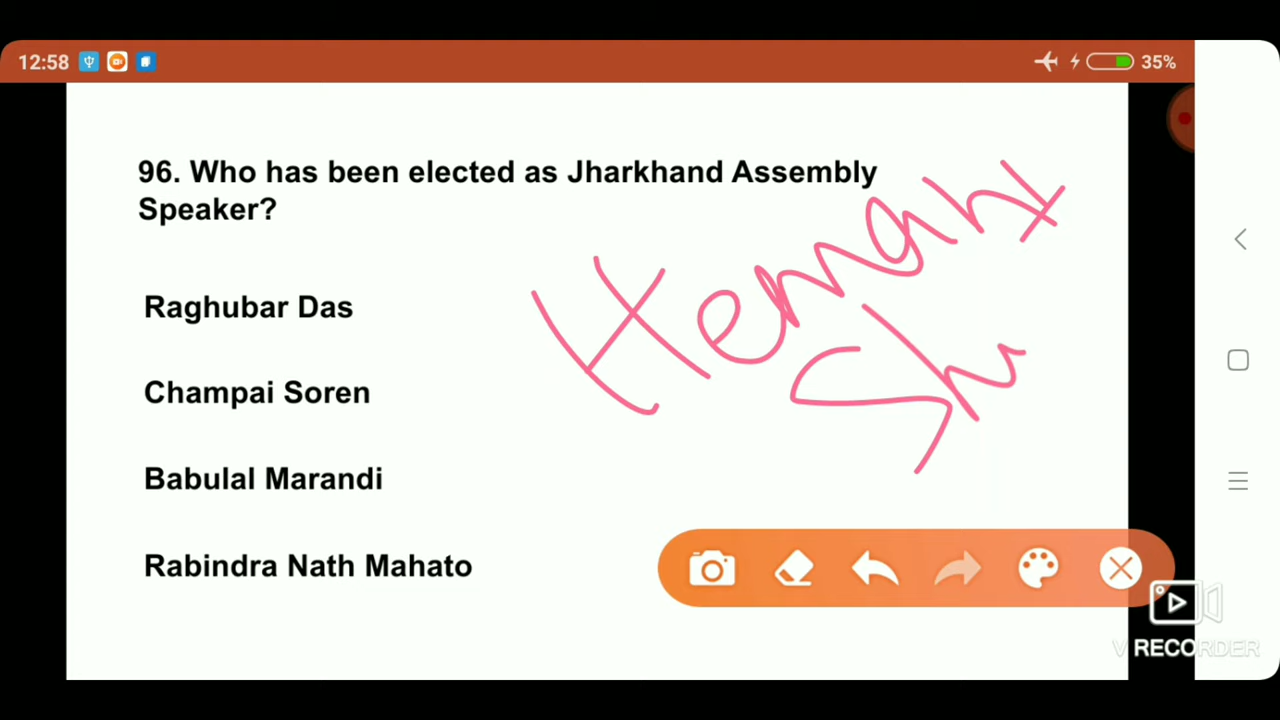 12:58 35%
96. Who has been elected as Jharkhand Assembly
Speaker?
Hemant
Raghubar Das
Champai Soren
Babulal Marandi
Rabindra Nath Mahato
V RECORDER